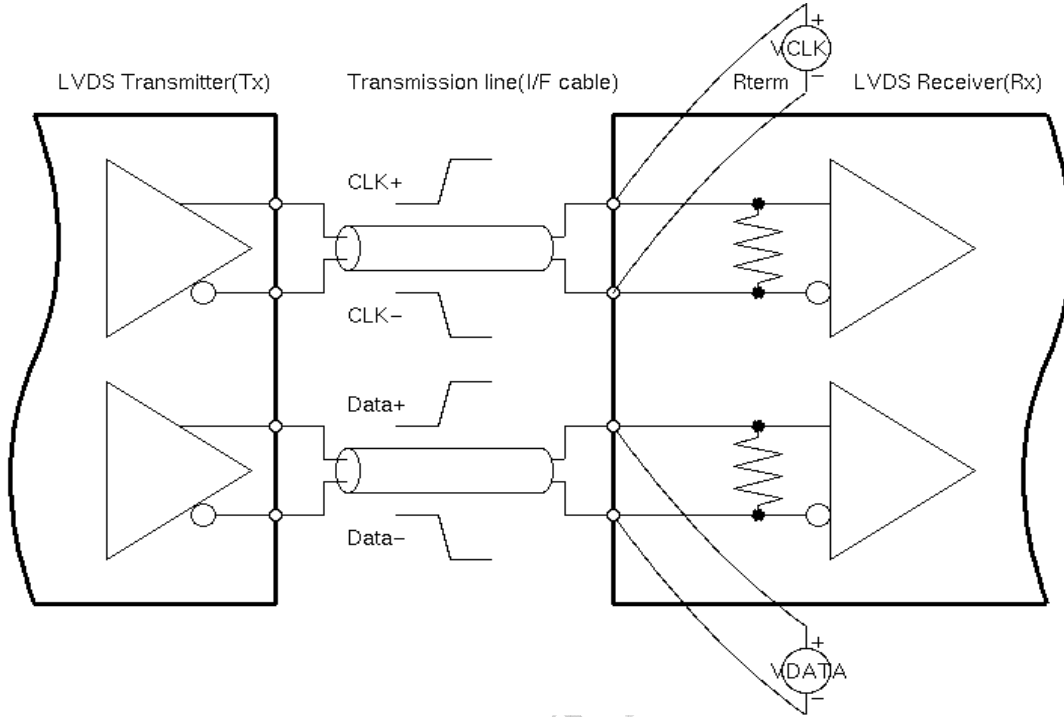 +
VCLK
−
LVDS Transmitter(Tx)
Transmission line(I/F cable)
Rterm
LVDS Receiver(Rx)
CLK+
CLK−
Data+
Data−
+
VDATA
−